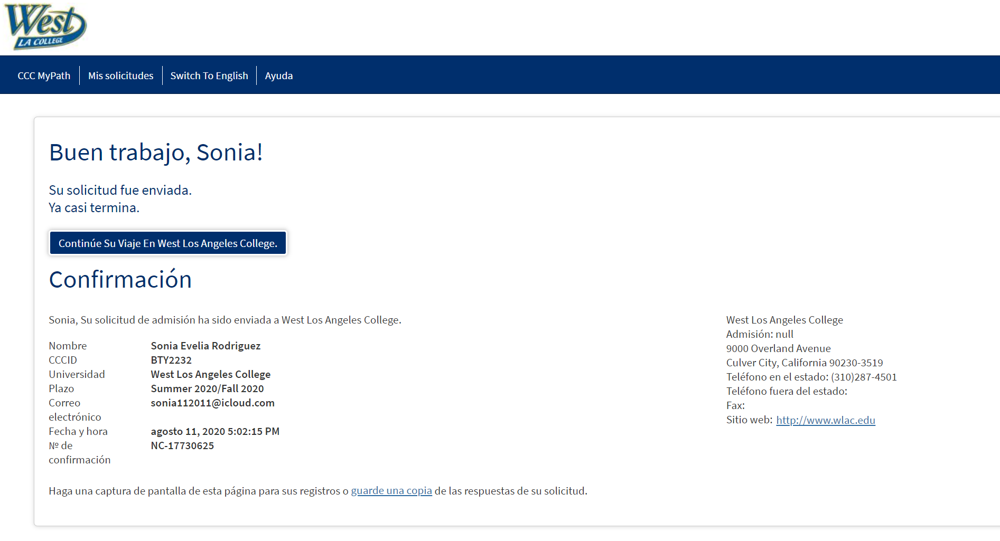 West
LA COLLEGE
CCC MyPath
Mis solicitudes
Switch To English
Ayuda
Buen trabajo, Sonia!
Su solicitud fue enviada.
Ya casi termina.
Continúe Su Viaje En West Los Angeles College.
Confirmación
Sonia, Su solicitud de admisión ha sido enviada a West Los Angeles College.
Nombre Sonia Evelia Rodriguez
CCCID BTY2232
Universidad West Los Angeles College
Plazo Summer 2020/Fall 2020
Correo sonia112011@icloud.com
electrónico
Fecha y hora agosto 11, 2020 5:02:15 PM
Nº de NC-17730625
confirmación
West Los Angeles College
Admisión: null
9000 Overland Avenue
Culver City, California 90230-3519
Teléfono en el estado: (310)287-4501
Teléfono fuera del estado:
Fax:
Sitio web: http://www.wlac.edu
Haga una captura de pantalla de esta página para sus registros o guarde una copia de las respuestas de su solicitud.